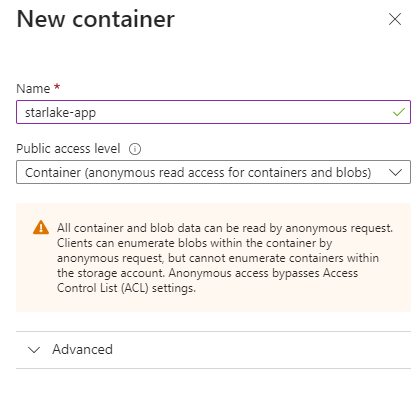 New container
Name *
starlake-app
Public access level
Container (anonymous read access for containers and blobs)
All container and blob data can be read by anonymous request.
Clients can enumerate blobs within the container by
anonymous request, but cannot enumerate containers within
the storage account. Anonymous access bypasses Access
Control List (ACL) settings.
Advanced